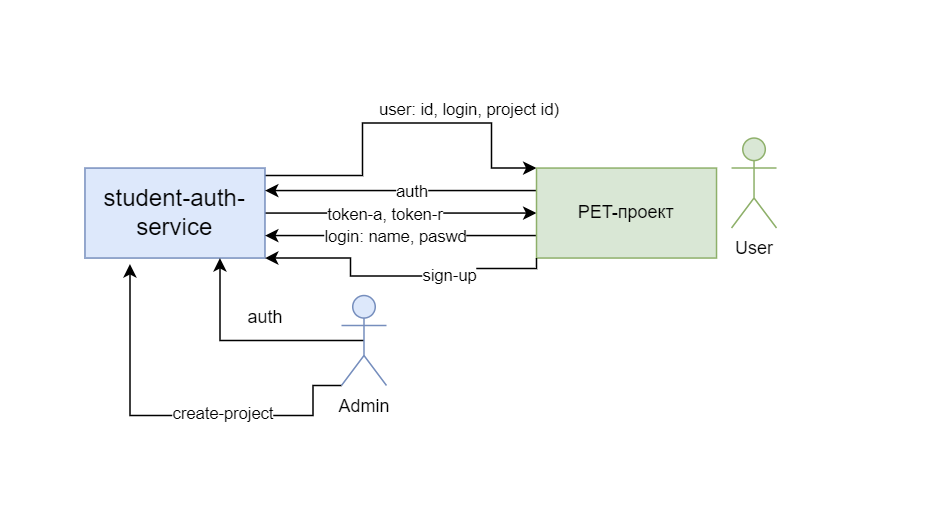 user: id, login, project id)
student-auth-
service
auth
token-a, token-r
login: name, paswd
sign-up
PET-проект
User
auth
Admin
create-project